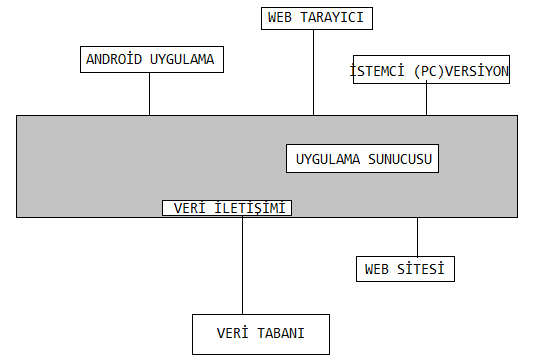 WEB TARAYICI
ANDROİD UYGULAMA
İSTEMCİ (PC)VERSİYON
UYGULAMA SUNUCUSU
VERİ İLETİŞİMİ
WEB SİTESİ
VERİ TABANI